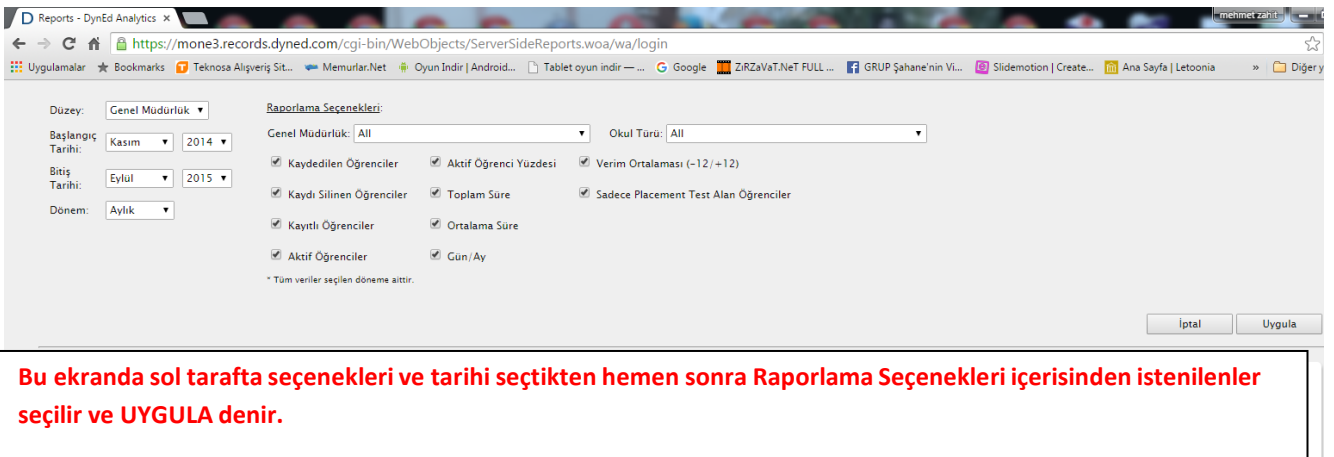 Reports - DynEd Analytics ×
mehmet zahit
https://mone3.records.dyned.com/cgi-bin/WebObjects/ServerSideReports.woa/wa/login
Uygulamalar Bookmarks Teknosa Alışveriş Sit... Memurlar.Net Oyun Indir | Android... Tablet oyun indir — ... Google ZiRZaVaT.NeT FULL ... GRUP Şahane'nin Vi... Slidemotion | Create... Ana Sayfa | Letoonia » Diğer y
Düzey: Genel Müdürlük Raporlama Seçenekleri:
Başlangıç Tarihi: Kasım 2014 Genel Müdürlük: All Okul Türü: All
Kaydedilen Öğrenciler Aktif Öğrenci Yüzdesi Verim Ortalaması (-12/+12)
Bitiş Tarihi: Eylül 2015
Kaydı Silinen Öğrenciler Toplam Süre Sadece Placement Test Alan Öğrenciler
Dönem: Aylık
Kayıtlı Öğrenciler Ortalama Süre
Aktif Öğrenciler Gün/Ay
* Tüm veriler seçilen döneme aittir.
İptal Uygula
Bu ekranda sol tarafta seçenekleri ve tarihi seçtikten hemen sonra Raporlama Seçenekleri içerisinden istenilenler
seçilir ve UYGULA denir.